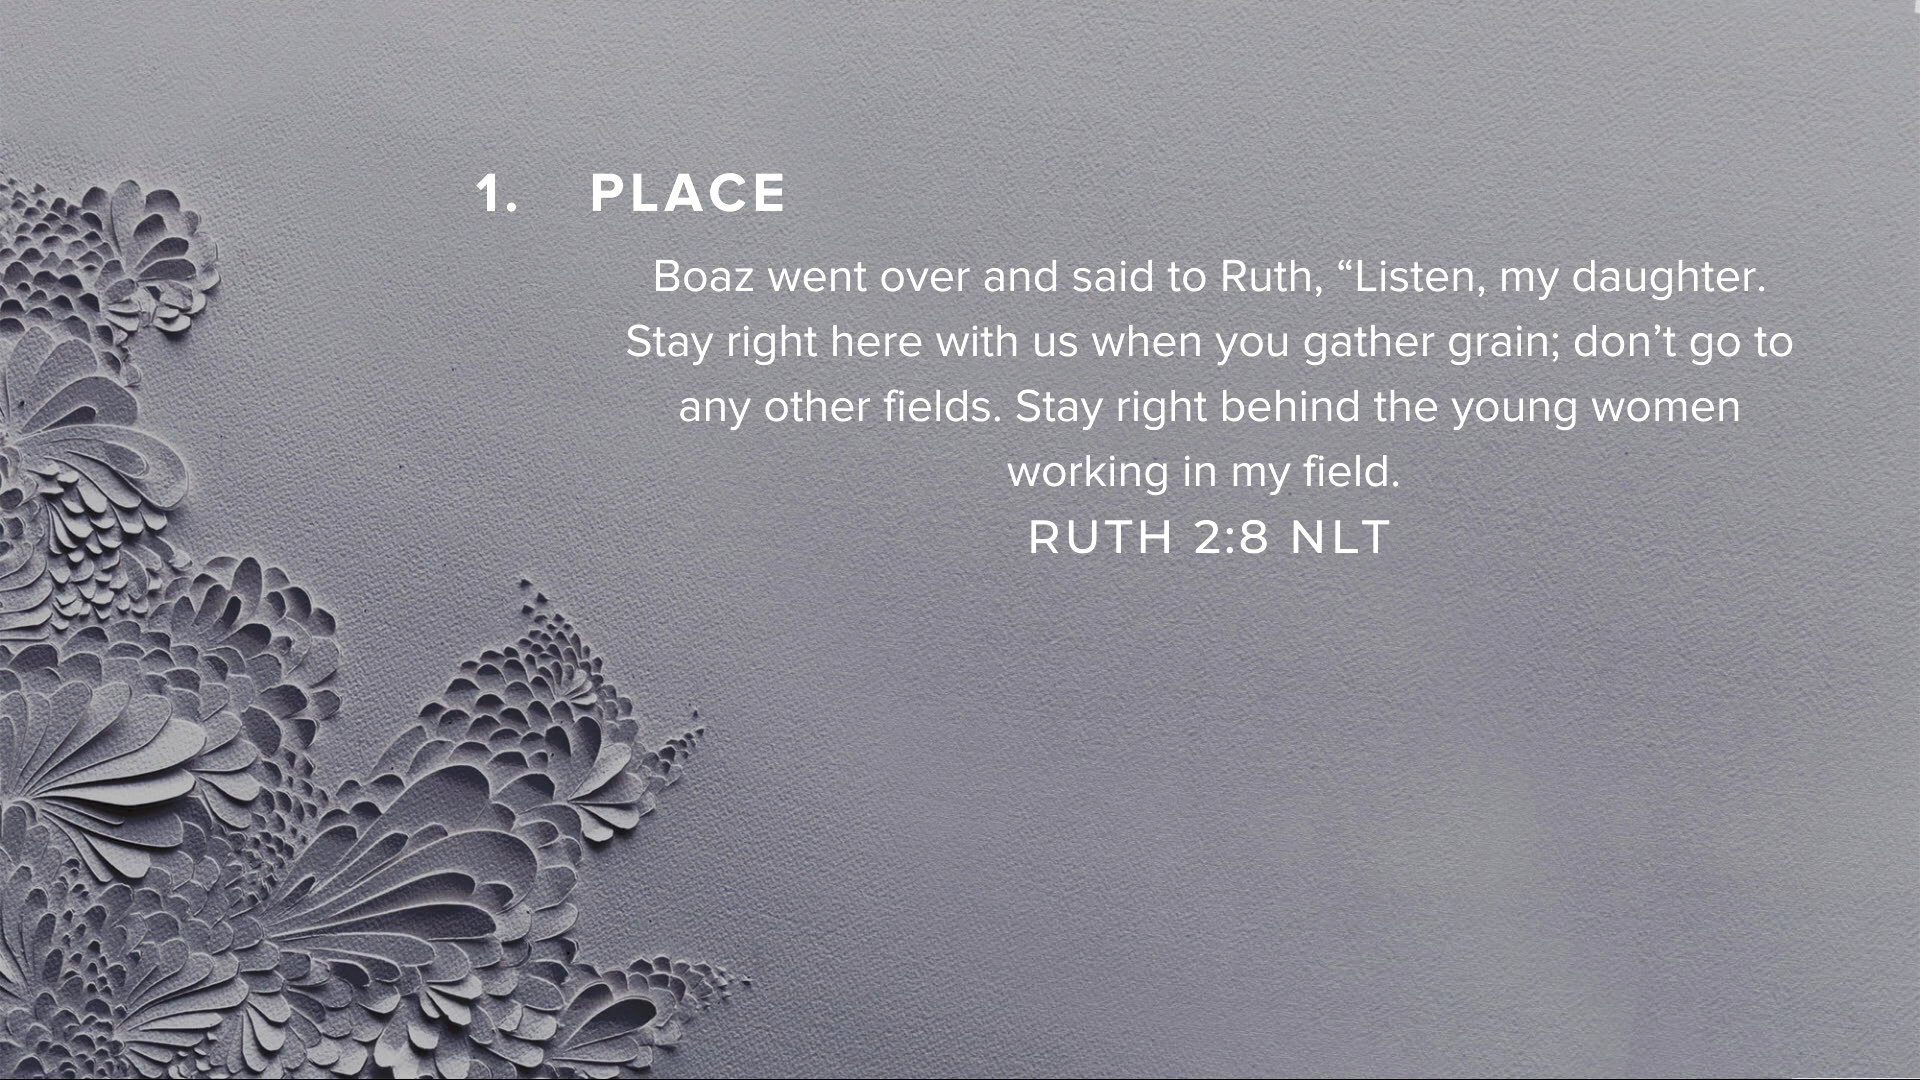 1. PLACE
Boaz went over and said to Ruth, “Listen, my daughter.
Stay right here with us when you gather grain; don’t go to
any other fields. Stay right behind the young women
working in my field.
RUTH 2:8 NLT